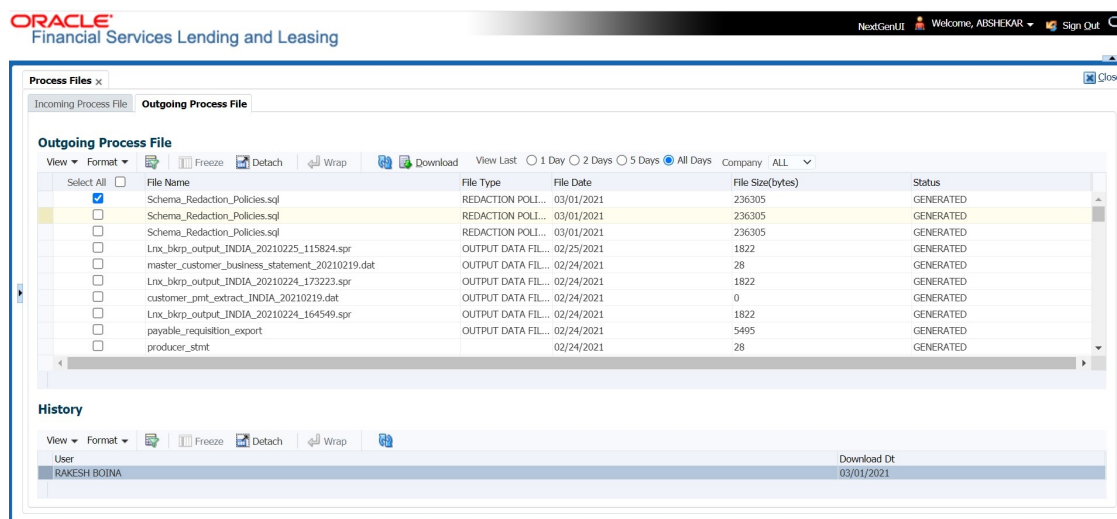 ORACLE
Financial Services Lending and Leasing
NextGenUI Welcome, ABSHEKAR Sign Out
Process Files x
Incoming Process File Outgoing Process File
Outgoing Process File
View Format Freeze Detach Wrap Download View Last 1 Day 2 Days 5 Days All Days Company ALL
Select All File Name File Type File Date File Size(bytes) Status
Schema_Redaction_Policies.sql REDACTION POLI... 03/01/2021 236305 GENERATED
Schema_Redaction_Policies.sql REDACTION POLI... 03/01/2021 236305 GENERATED
Schema_Redaction_Policies.sql REDACTION POLI... 03/01/2021 236305 GENERATED
Lnx_bkrp_output_INDIA_20210225_115824.spr OUTPUT DATA FIL... 02/25/2021 1822 GENERATED
master_customer_business_statement_20210219.dat OUTPUT DATA FIL... 02/24/2021 28 GENERATED
Lnx_bkrp_output_INDIA_20210224_173223.spr OUTPUT DATA FIL... 02/24/2021 1822 GENERATED
customer_pmt_extract_INDIA_20210219.dat OUTPUT DATA FIL... 02/24/2021 0 GENERATED
Lnx_bkrp_output_INDIA_20210224_164549.spr OUTPUT DATA FIL... 02/24/2021 1822 GENERATED
payable_requisition_export OUTPUT DATA FIL... 02/24/2021 5495 GENERATED
producer_stmt 02/24/2021 28 GENERATED
History
View Format Freeze Detach Wrap
User Download Dt
RAKESH BOINA 03/01/2021